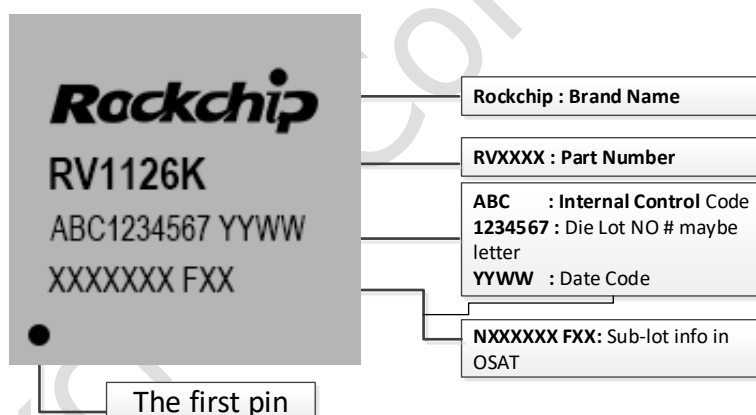 Rockchip
RV1126K
ABC1234567 YYWW
XXXXXXX FXX
The first pin
Rockchip : Brand Name
RVXXXX : Part Number
ABC : Internal Control Code
1234567 : Die Lot NO # maybe
letter
YYWW : Date Code
NXXXXXX FXX: Sub-lot info in
OSAT